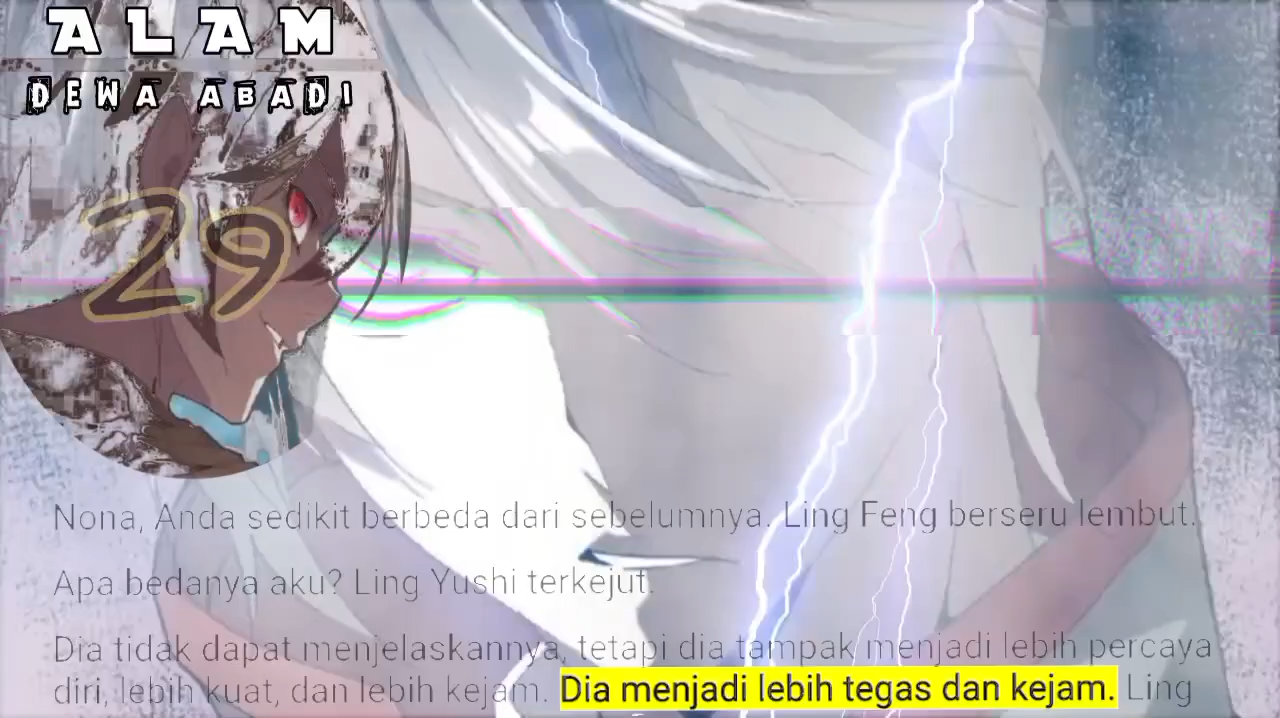 ALAM
DEWA ABADI
29
Nona, Anda sedikit berbeda dari sebelumnya. Ling Feng berseru lembut.
Apa bedanya aku? Ling Yushi terkejut.
Dia tidak dapat menjelaskannya, tetapi dia tampak menjadi lebih percaya
diri, lebih kuat, dan lebih kejam. Dia menjadi lebih tegas dan kejam. Ling